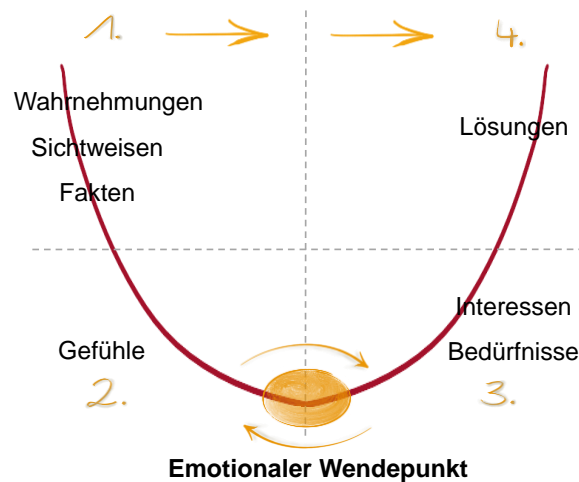 1.
4.
Wahrnehmungen
Sichtweisen
Fakten
Lösungen
Gefühle
2.
Interessen
Bedürfnisse
3.
Emotionaler Wendepunkt